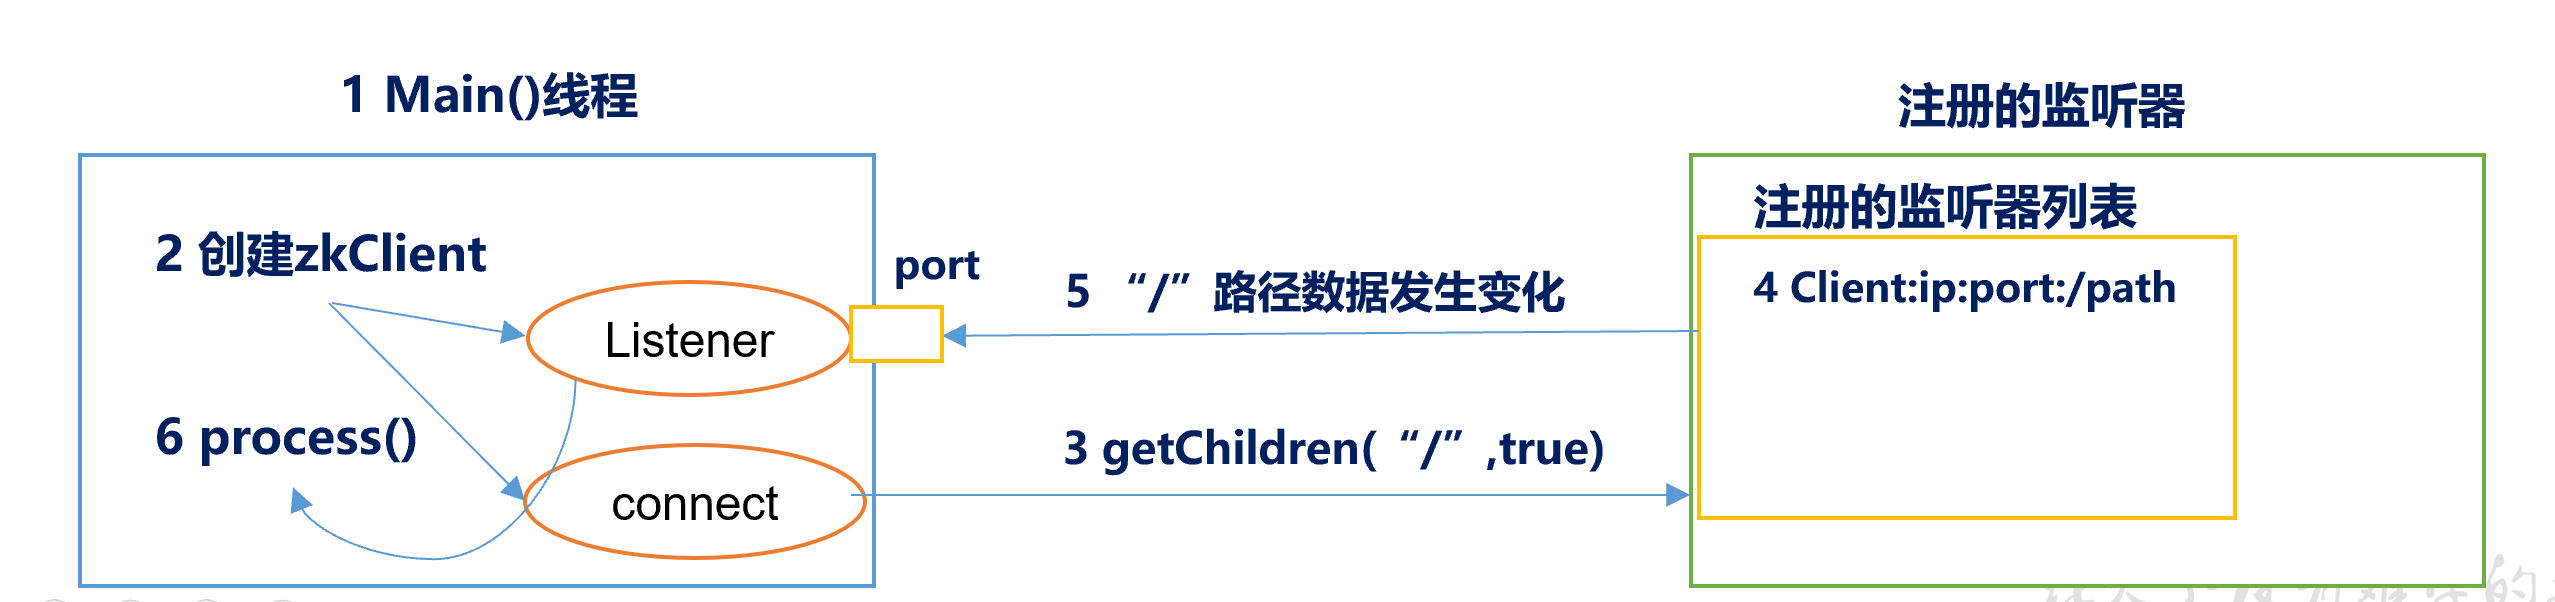 1 Main()线程
注册的监听器
注册的监听器列表
2 创建zkClient
port
5 “/”路径数据发生变化
4 Client:ip:port:/path
Listener
6 process()
3 getChildren(“/”,true)
connect